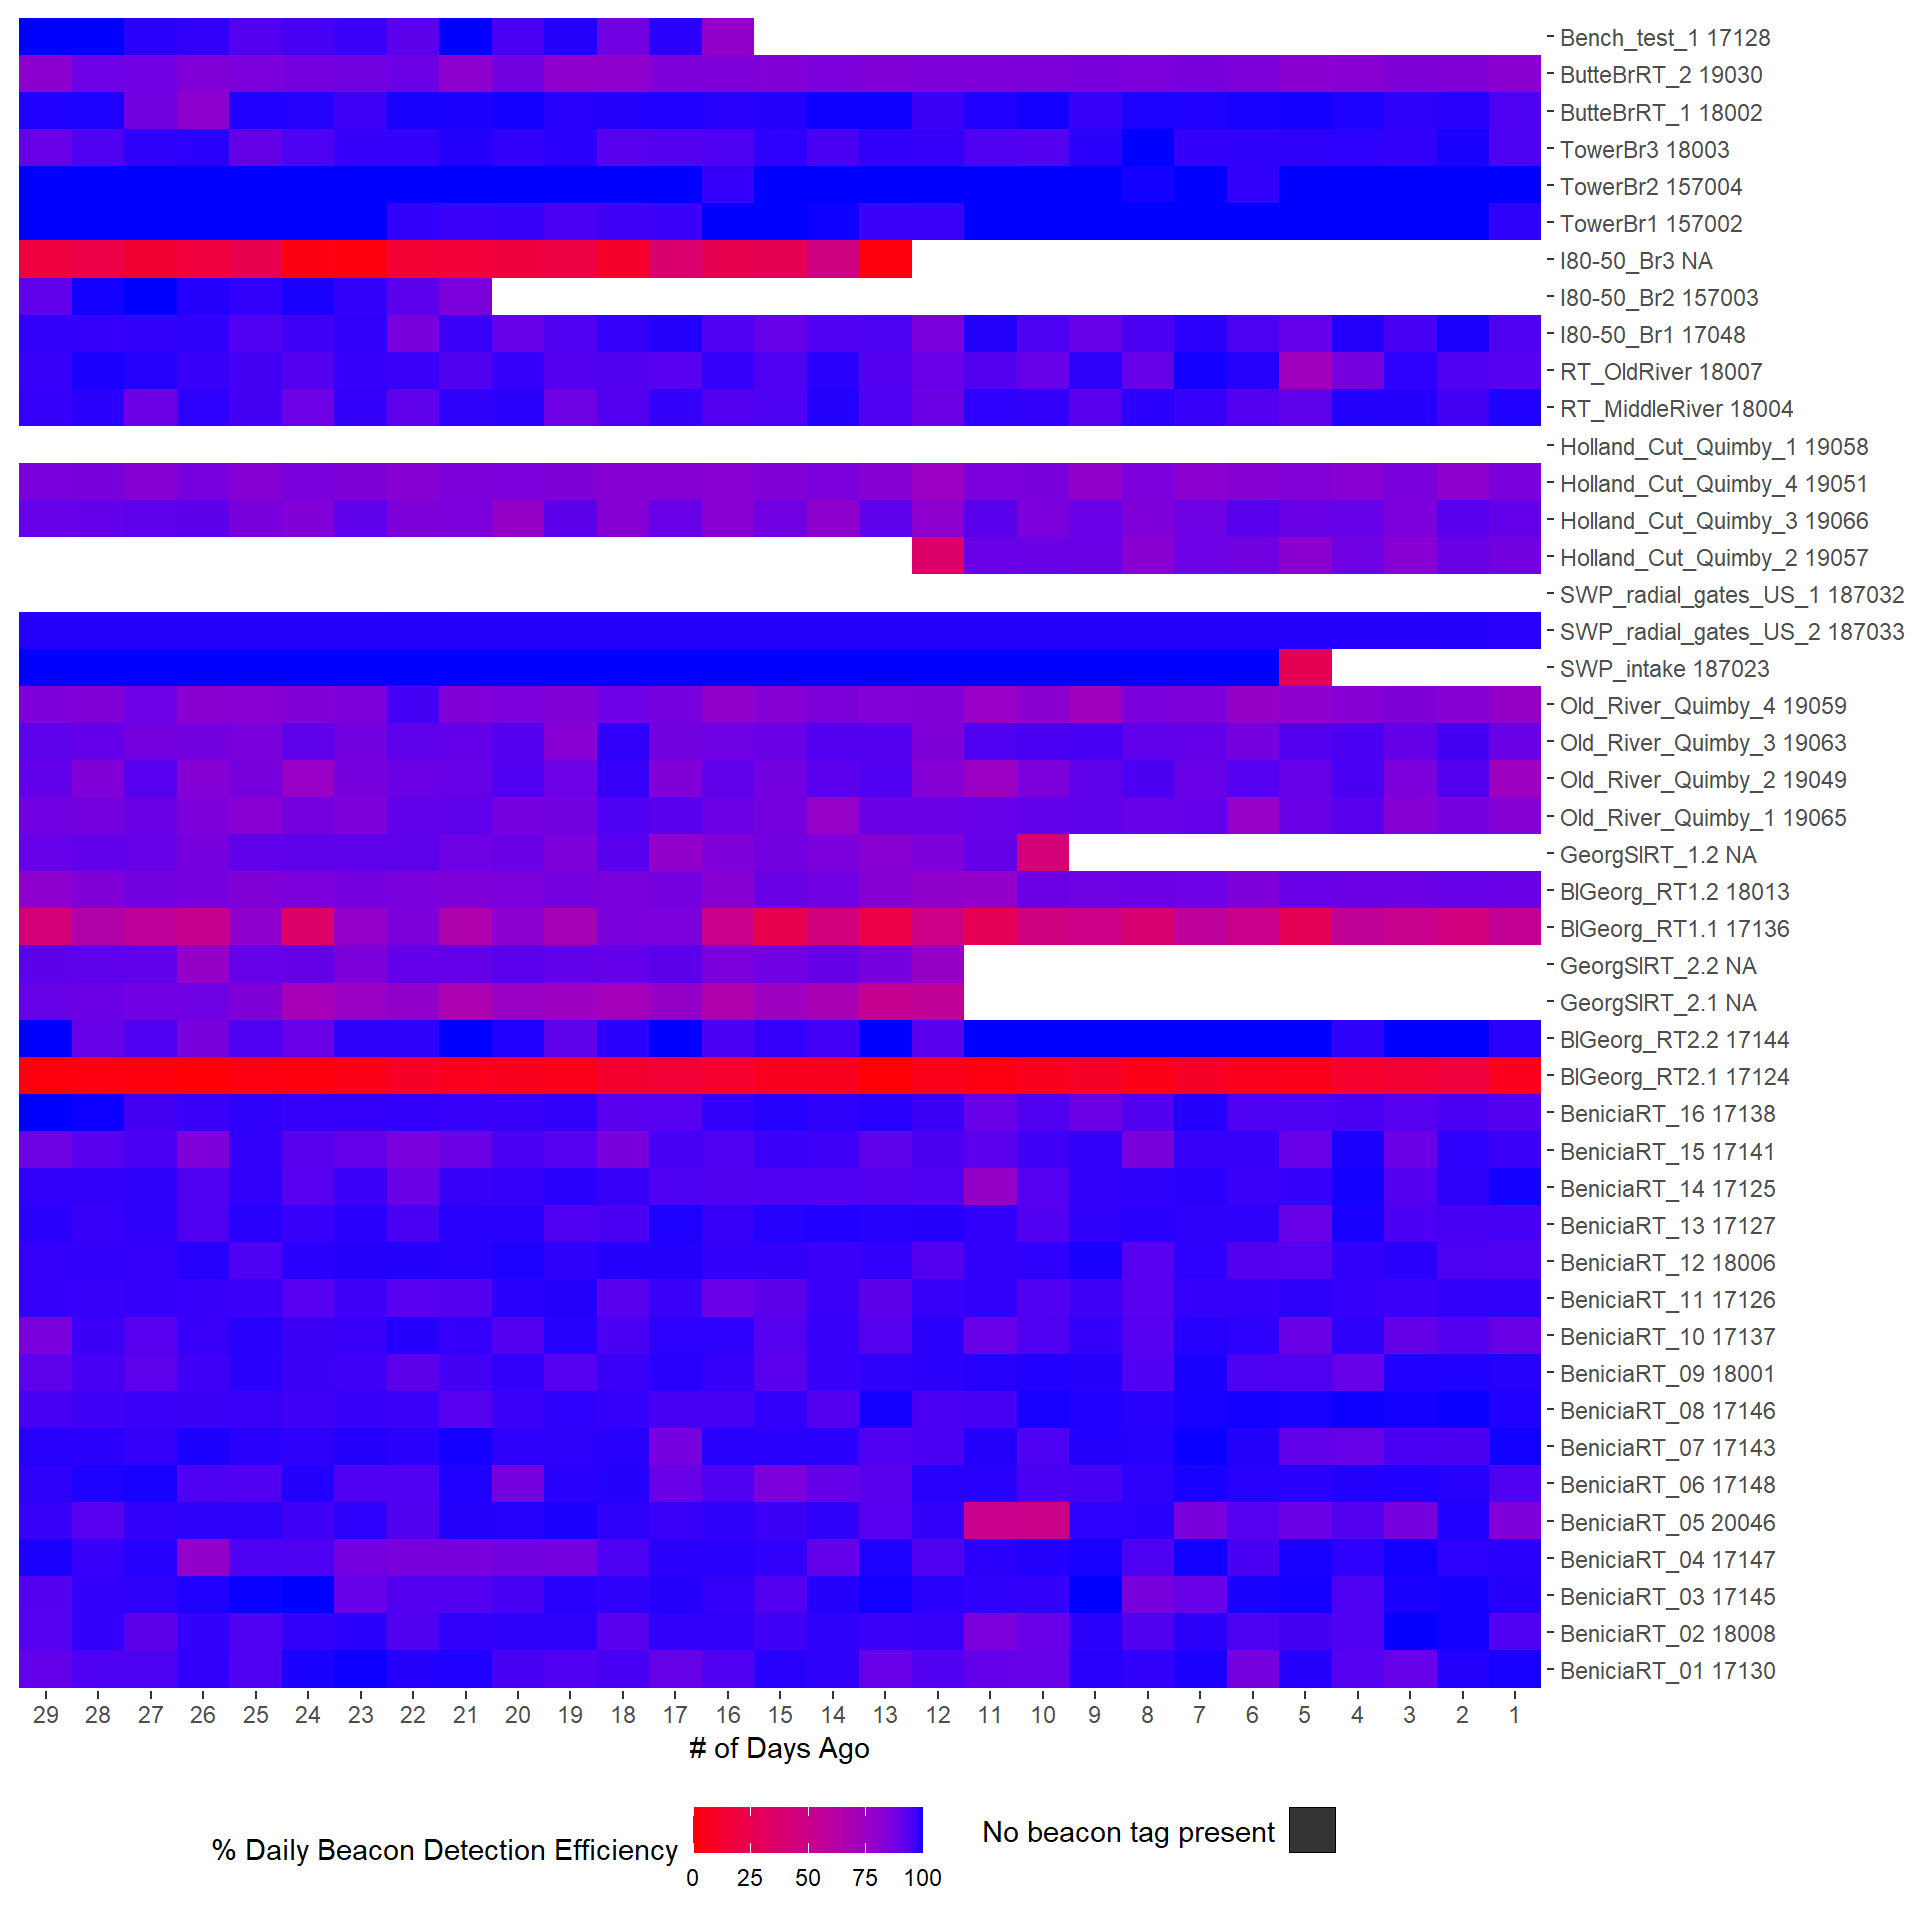 Bench_test_1 17128
ButteBrRT_2 19030
ButteBrRT_1 18002
TowerBr3 18003
TowerBr2 157004
TowerBr1 157002
I80-50_Br3 NA
I80-50_Br2 157003
I80-50_Br1 17048
RT_OldRiver 18007
RT_MiddleRiver 18004
Holland_Cut_Quimby_1 19058
Holland_Cut_Quimby_4 19051
Holland_Cut_Quimby_3 19066
Holland_Cut_Quimby_2 19057
SWP_radial_gates_US_1 187032
SWP_radial_gates_US_2 187033
SWP_intake 187023
Old_River_Quimby_4 19059
Old_River_Quimby_3 19063
Old_River_Quimby_2 19049
Old_River_Quimby_1 19065
GeorgSlRT_1.2 NA
BlGeorg_RT1.2 18013
BlGeorg_RT1.1 17136
GeorgSlRT_2.2 NA
GeorgSlRT_2.1 NA
BlGeorg_RT2.2 17144
BlGeorg_RT2.1 17124
BeniciaRT_16 17138
BeniciaRT_15 17141
BeniciaRT_14 17125
BeniciaRT_13 17127
BeniciaRT_12 18006
BeniciaRT_11 17126
BeniciaRT_10 17137
BeniciaRT_09 18001
BeniciaRT_08 17146
BeniciaRT_07 17143
BeniciaRT_06 17148
BeniciaRT_05 20046
BeniciaRT_04 17147
BeniciaRT_03 17145
BeniciaRT_02 18008
BeniciaRT_01 17130
29 28 27 26 25 24 23 22 21 20 19 18 17 16 15 14 13 12 11 10 9 8 7 6 5 4 3 2 1
# of Days Ago
% Daily Beacon Detection Efficiency
0 25 50 75 100
No beacon tag present